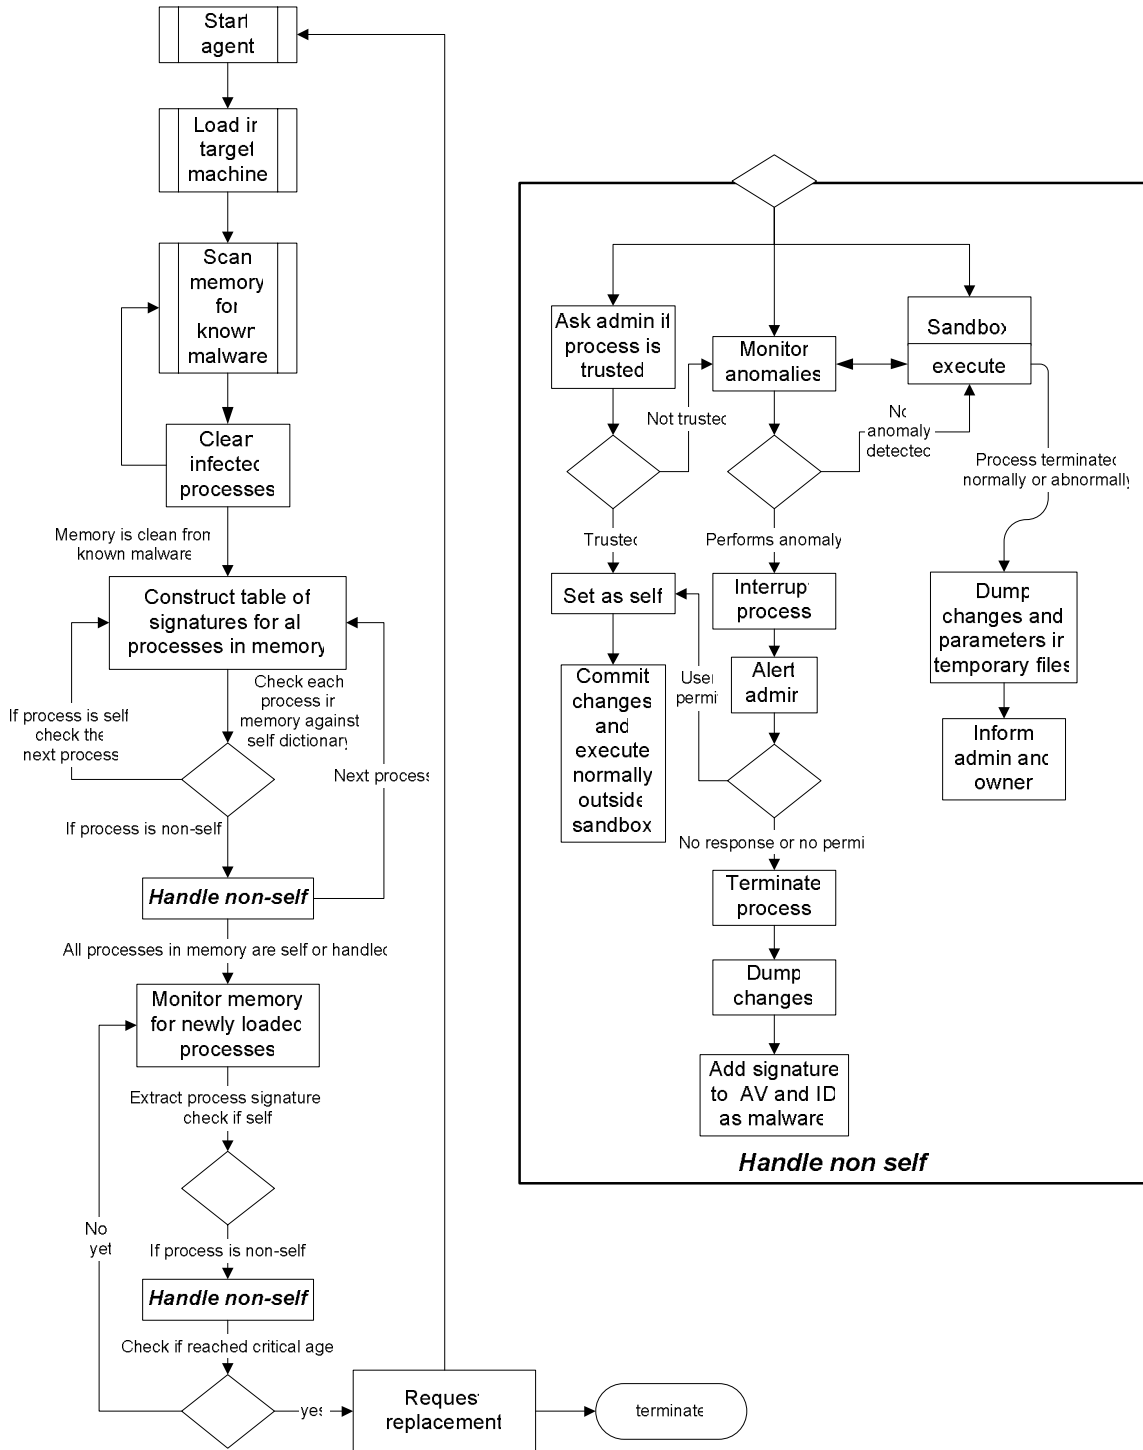 Start
agent
Load in
target
machine
Scan
memory
for
known
malware
Clean
infected
processes
Memory is clean from
known malware
Construct table of
signatures for al
processes in memory
Check each
process in
memory against
self dictionary
If process is self
check the
next process
Next process
If process is non-self
Handle non-self
All processes in memory are self or handled
Monitor memory
for newly loaded
processes
Extract process signature
check if self
No
yet
If process is non-self
Handle non-self
Check if reached critical age
yes
Request
replacement
terminate
Ask admin if
process is
trusted
Monitor
anomalies
Sandbox
execute
Not trusted
No
anomaly
detected
Process terminated
normally or abnormally
Trusted
Performs anomaly
Set as self
Interrupt
process
Dump
changes and
parameters in
temporary files
Commit
changes
and
execute
normally
outside
sandbox
User
permi
Alert
admin
Inform
admin and
owner
No response or no permi
Terminate
process
Dump
changes
Add signature
to AV and ID
as malware
Handle non self